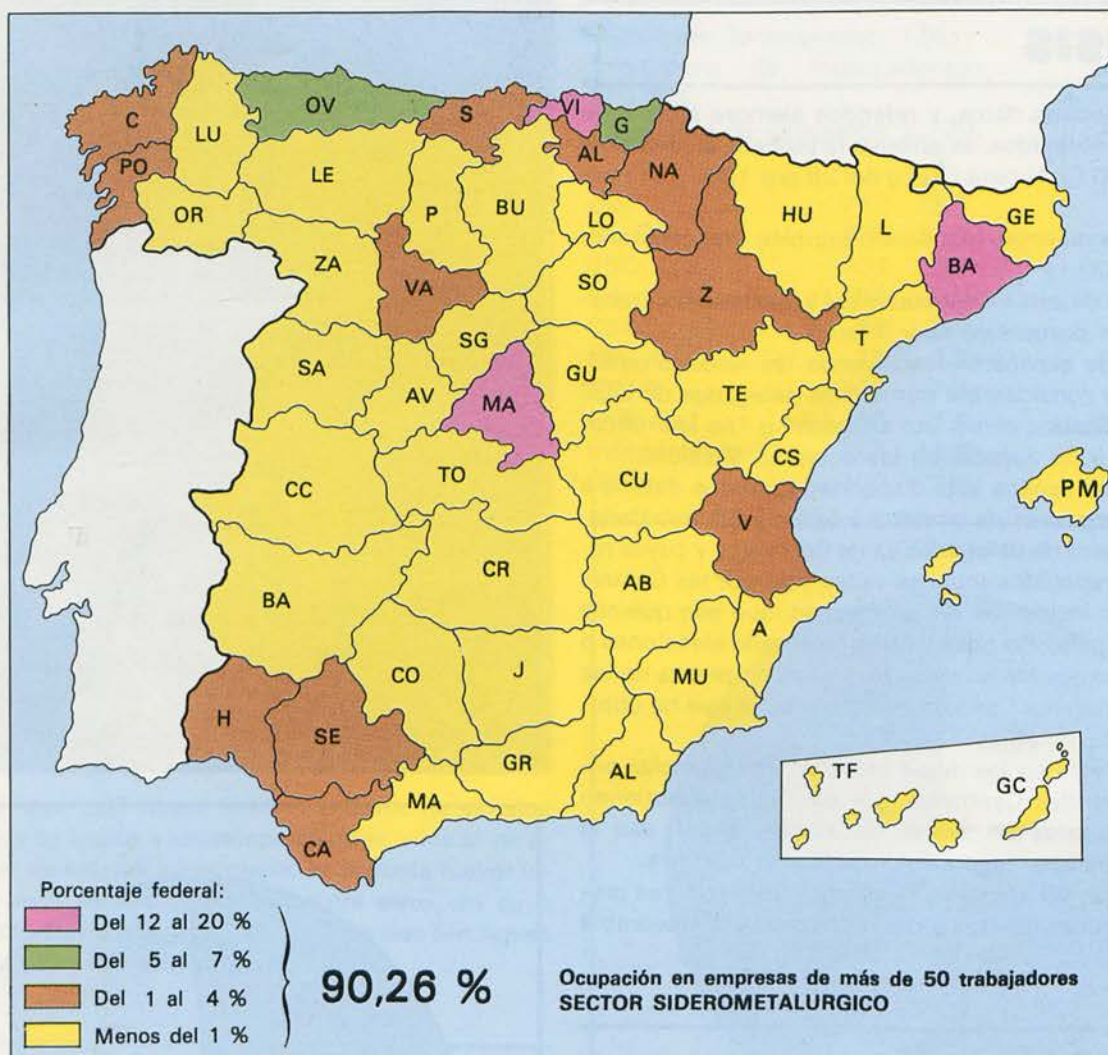 OV
S
VI
G
C
LU
AL
NA
PO
LE
OR
P
BU
LO
HU
L
GE
ZA
VA
SO
Z
BA
SG
T
SA
AV
MA
GU
TE
TO
CU
CS
CC
PM
V
CR
AB
BA
A
CO
J
MU
H
SE
GR
AL
MA
CA
TF
GC
Porcentaje federal:
Del 12 al 20 %
Del 5 al 7 %
Del 1 al 4 %
Menos del 1 %
90,26 %
Ocupación en empresas de más de 50 trabajadores
SECTOR SIDEROMETALURGICO